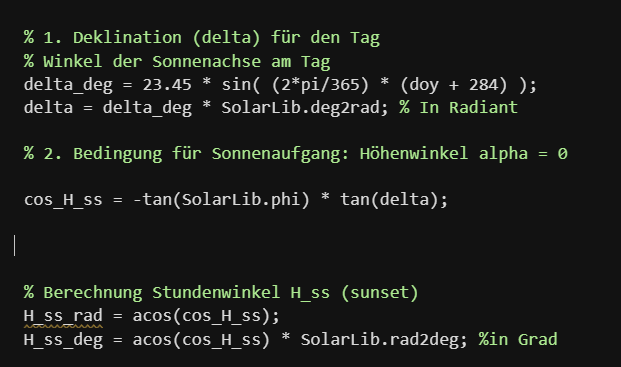 % 1. Deklination (delta) für den Tag
% Winkel der Sonnenachse am Tag
delta_deg = 23.45 * sin( (2*pi/365) * (doy + 284) );
delta = delta_deg * SolarLib.deg2rad; % In Radiant
% 2. Bedingung für Sonnenaufgang: Höhenwinkel alpha = 0
cos_H_ss = -tan(SolarLib.phi) * tan(delta);
% Berechnung Stundenwinkel H_ss (sunset)
H_ss_rad = acos(cos_H_ss);
H_ss_deg = acos(cos_H_ss) * SolarLib.rad2deg; %in Grad